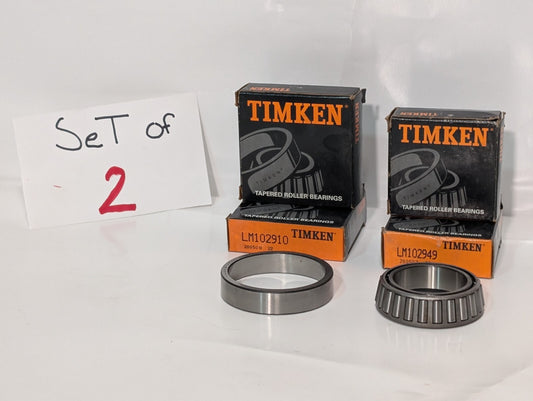 SeT of
2
TIMKEN
TAPERED ROLLER BEARINGS
LM102910
TIMKEN
TIMKEN
TAPERED ROLLER BEARINGS
LM102949
TIMKEN